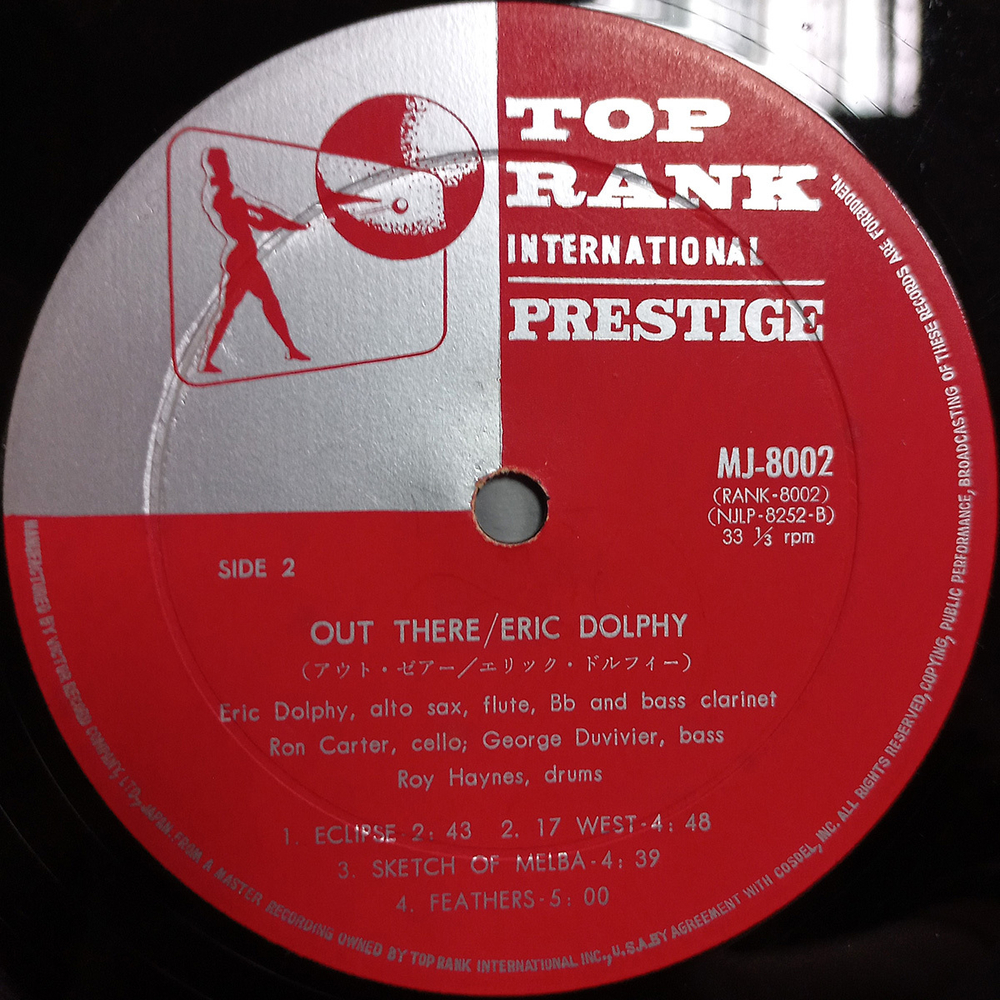 TOP
RANK
INTERNATIONAL
PRESTIGE
MJ-8002
(RANK-8002)
(NJLP-8252-B)
33 ⅓ rpm
SIDE 2
OUT THERE/ERIC DOLPHY
(アウト・ゼアー/エリック・ドルフィー)
Eric Dolphy, alto sax, flute, Bb and bass clarinet
Ron Carter, cello; George Duvivier, bass
Roy Haynes, drums
1. ECLIPSE 2: 43 2. 17 WEST-4: 48
3. SKETCH OF MELBA-4: 39
4. FEATHERS-5: 00
MANUFACTURED BY VICTOR RECORD COMPANY, LTD., JAPAN FROM A MASTER RECORDING OWNED BY TOP RANK INTERNATIONAL INC., U.S.A. BY AGREEMENT WITH COSDEL, INC. ALL RIGHTS RESERVED, COPYING, PUBLIC PERFORMANCE, BROADCASTING OF THESE RECORDS ARE FORBIDDEN.